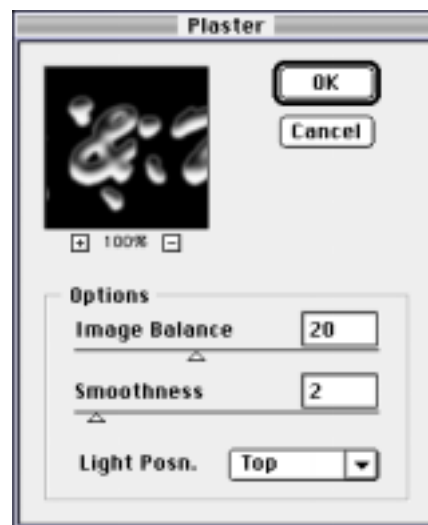 Plaster
OK
Cancel
&
+ 100% −
Options
Image Balance 20
Smoothness 2
Light Posn. Top